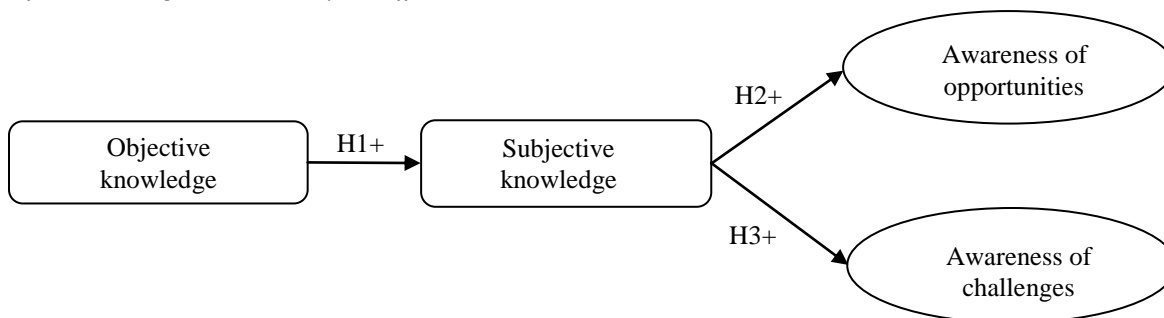 Awareness of
opportunities
H2+
Objective
knowledge
H1+
Subjective
knowledge
H3+
Awareness of
challenges